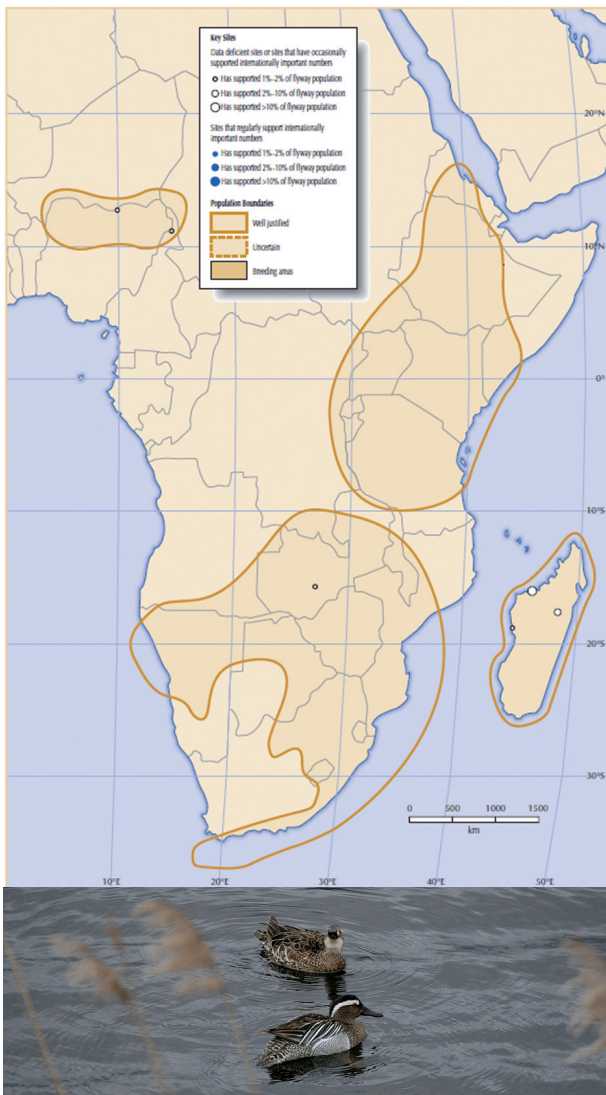 Key Sites
Data deficient sites or sites that have occasionally
supported internationally important numbers
Has supported 1%–2% of flyway population
Has supported 2%–10% of flyway population
Has supported >10% of flyway population
Sites that regularly support internationally
important numbers
Has supported 1%–2% of flyway population
Has supported 2%–10% of flyway population
Has supported >10% of flyway population
Population Boundaries
Well justified
Uncertain
Breeding areas
20°N
10°N
0°
10°S
20°S
30°S
0 500 1000 1500
km
10°E 20°E 30°E 40°E 50°E